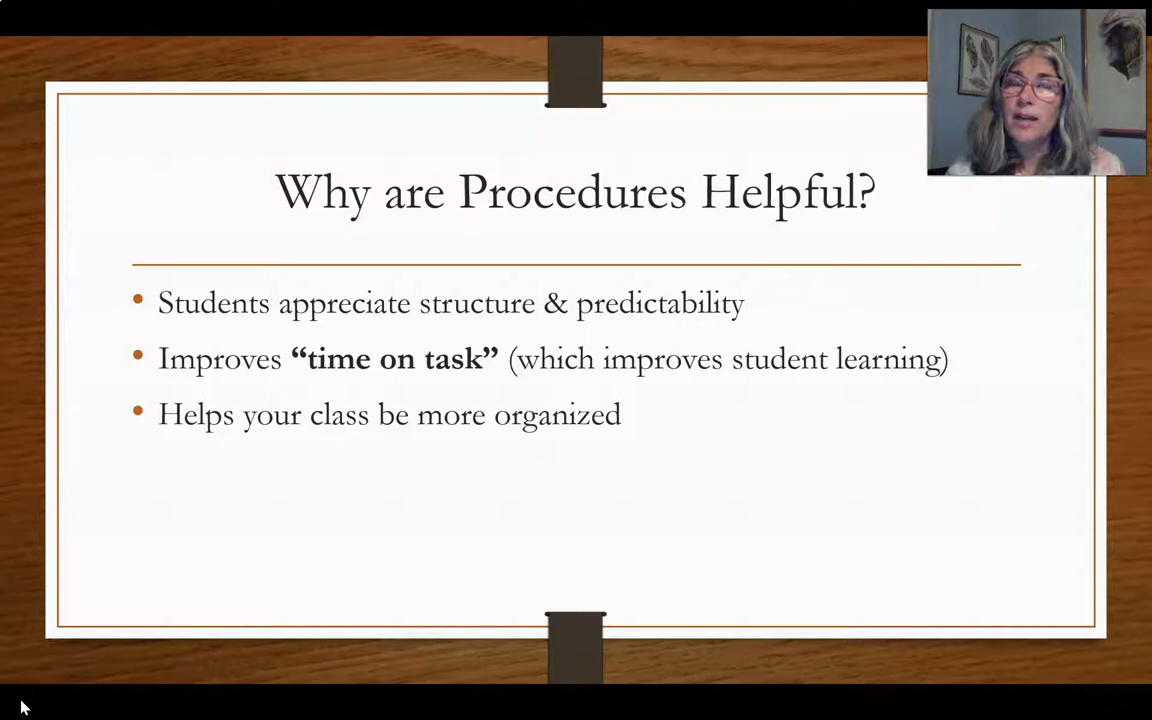 Why are Procedures Helpful?
• Students appreciate structure & predictability
• Improves “time on task” (which improves student learning)
• Helps your class be more organized